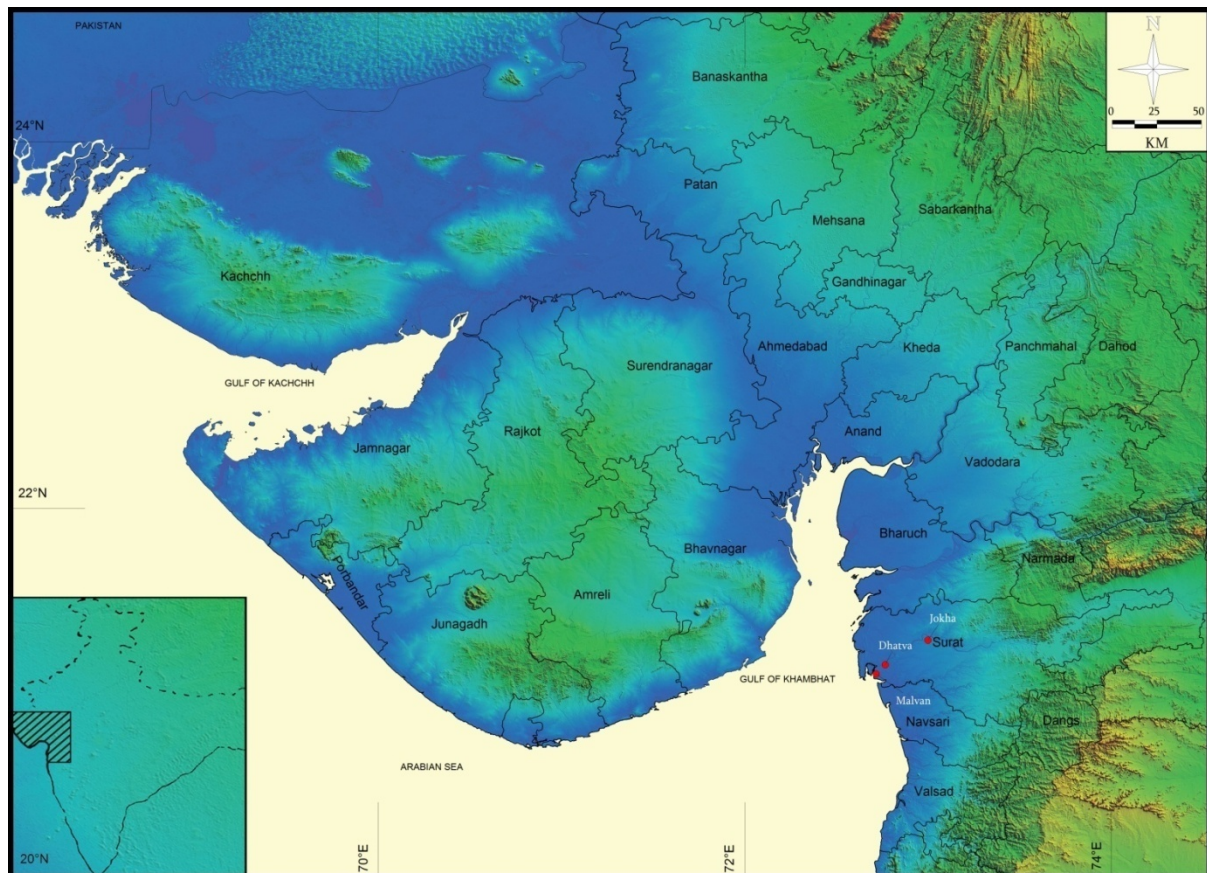 PAKISTAN
N
Banaskantha
0 25 50
24°N
KM
Patan
Sabarkantha
Mehsana
Kachchh
Gandhinagar
Ahmedabad
Kheda
Panchmahal
Dahod
Surendranagar
GULF OF KACHCHH
Rajkot
Anand
Jamnagar
Vadodara
22°N
Bharuch
Bhavnagar
Narmada
Porbandar
Amreli
Junagadh
Jokha
Surat
Dhatva
GULF OF KHAMBHAT
Malvan
Navsari
Dangs
ARABIAN SEA
Valsad
20°N
70°E
72°E
74°E